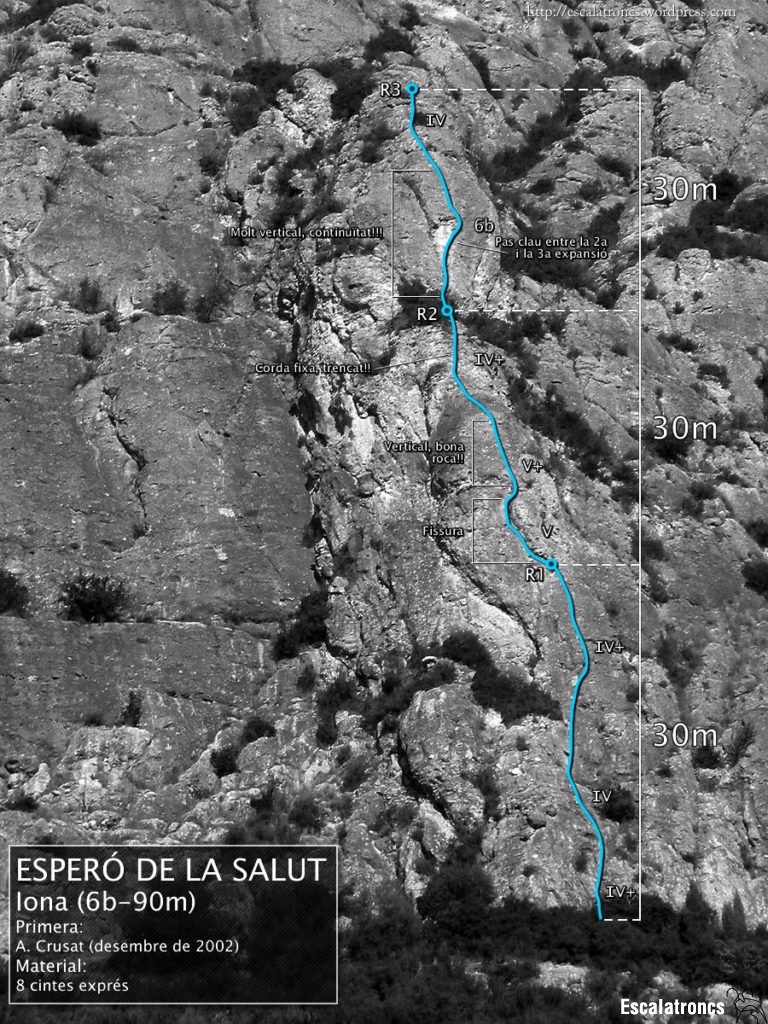 http://escalatroncs.wordpress.com
R3
IV
30m
6b
Molt vertical, continuïtat!!!
Pas clau entre la 2a
i la 3a expansió
R2
IV+
Corda fixa, trencat!!
30m
Vertical, bona
roca!!
V+
Fissura
V
R1
IV+
30m
IV
IV+
ESPERÓ DE LA SALUT
Iona (6b-90m)
Primera:
A. Crusat (desembre de 2002)
Material:
8 cintes exprés
Escalatroncs